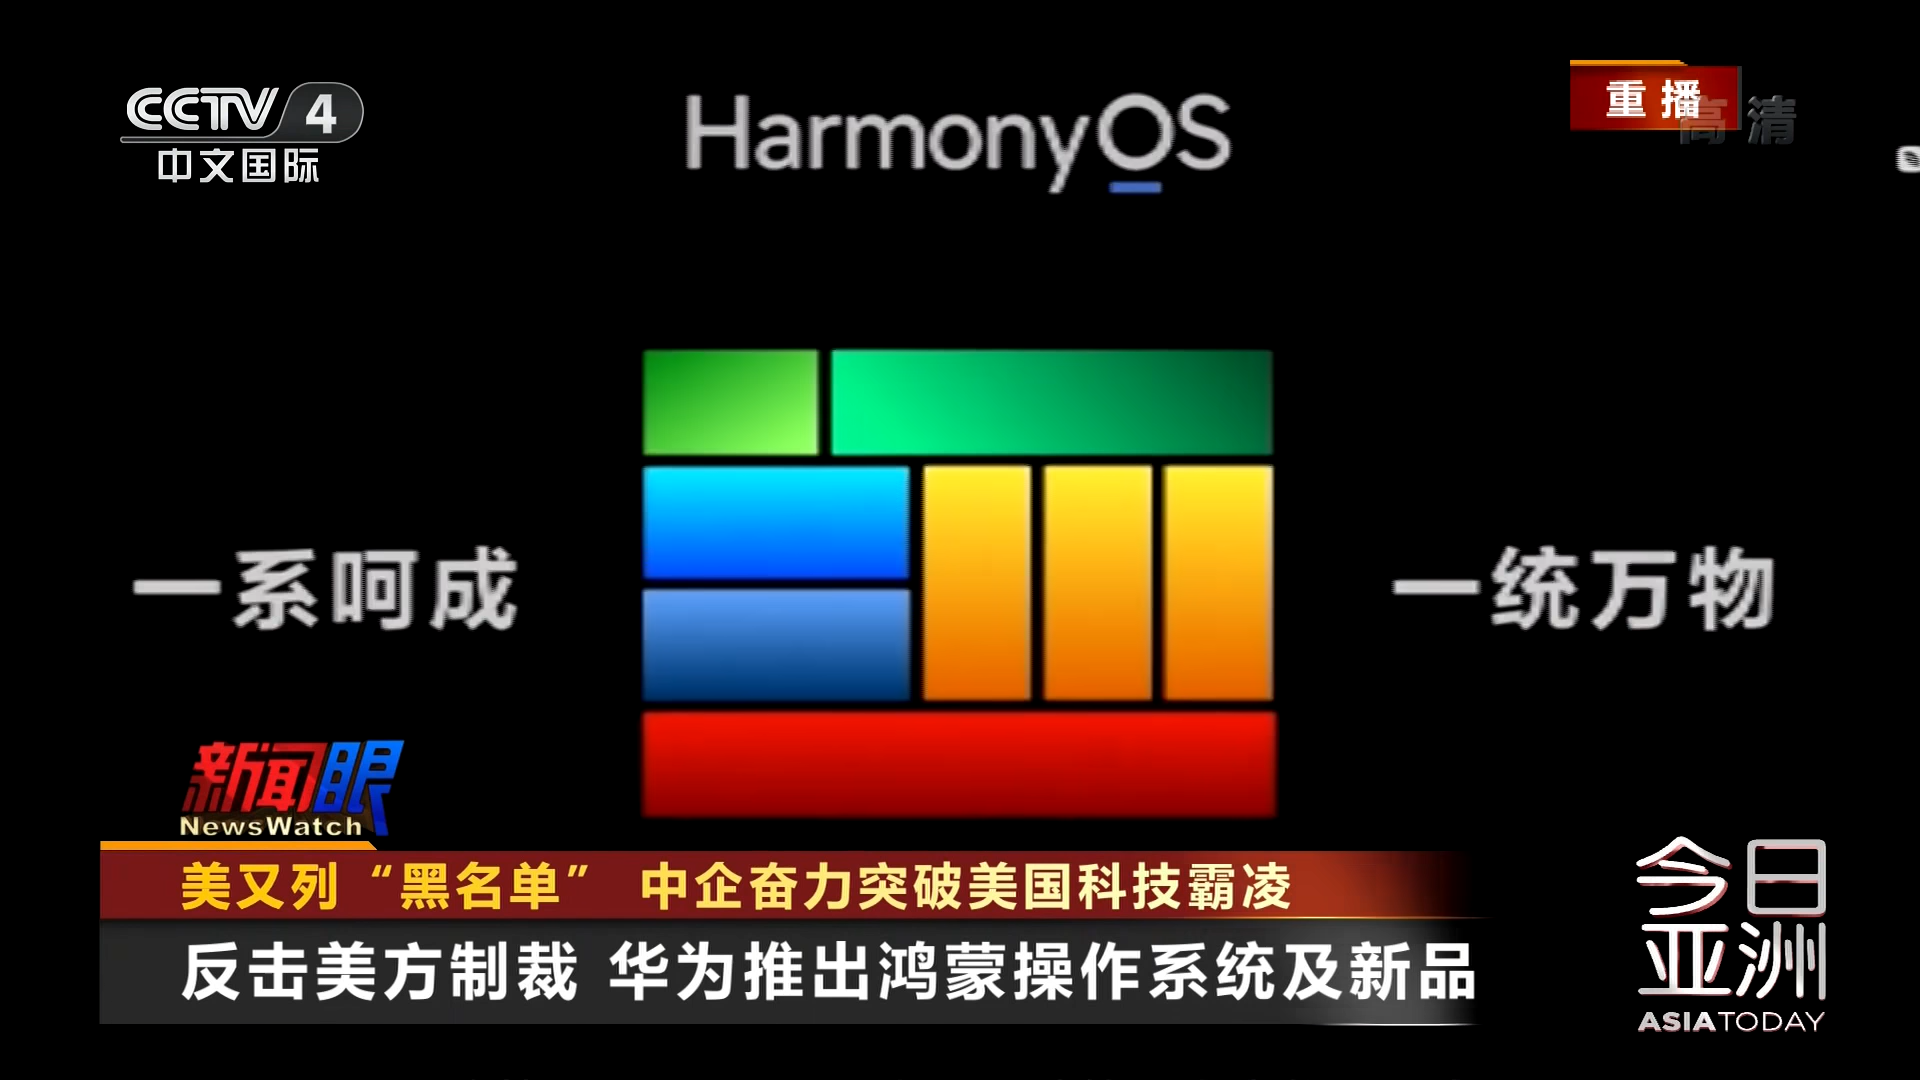 CCTV 4
中文国际
HarmonyOS
重播
高清
一系呵成
一统万物
新闻眼
NewsWatch
美又列“黑名单” 中企奋力突破美国科技霸凌
反击美方制裁 华为推出鸿蒙操作系统及新品
今日
亚洲
ASIATODAY